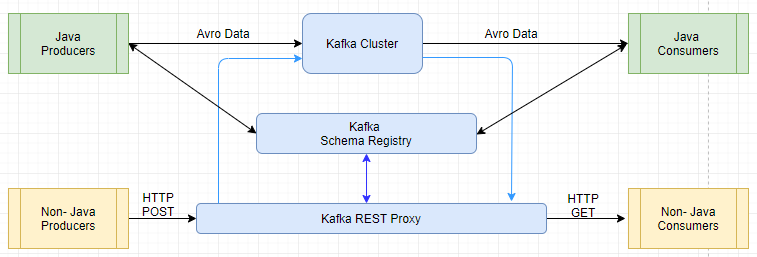 Java
Producers
Avro Data
Kafka Cluster
Avro Data
Java
Consumers
Kafka
Schema Registry
Non- Java
Producers
HTTP
POST
Kafka REST Proxy
HTTP
GET
Non- Java
Consumers